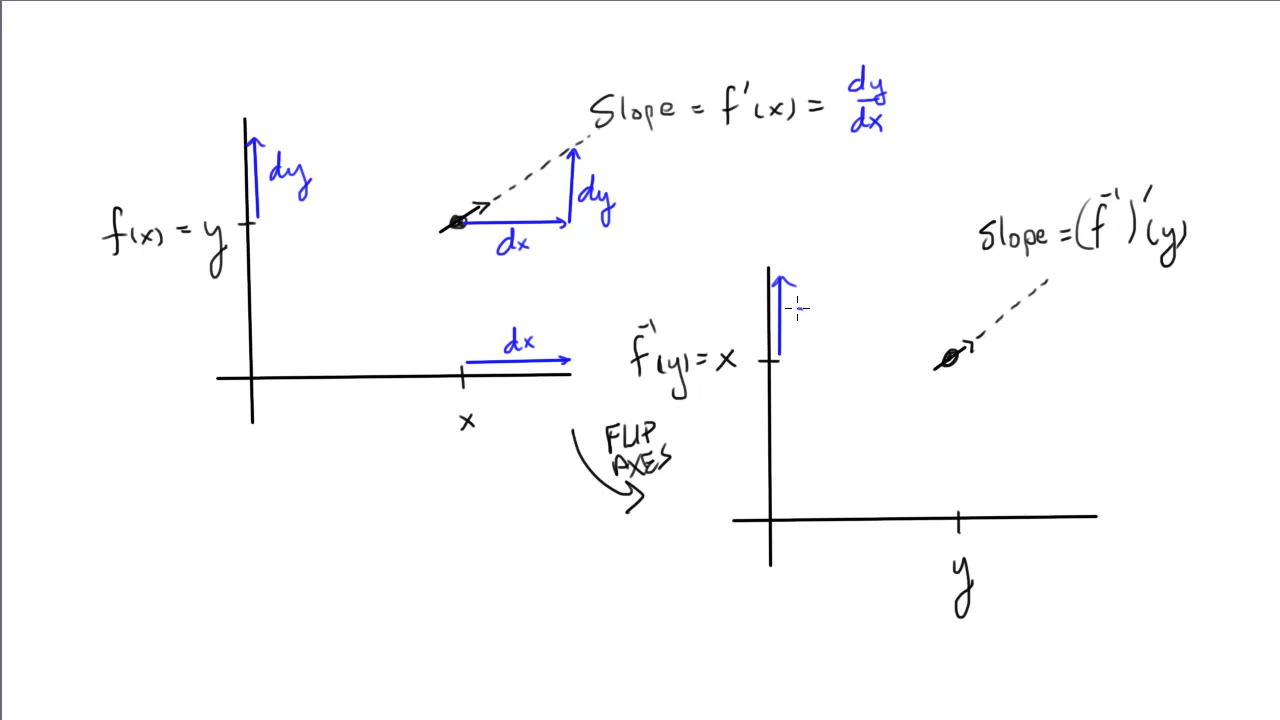 Slope = f'(x) = dy/dx
dy
f(x) = y
dy
dx
dx
x
FLIP
AXES
Slope = (f⁻¹)'(y)
f⁻¹(y) = x
y